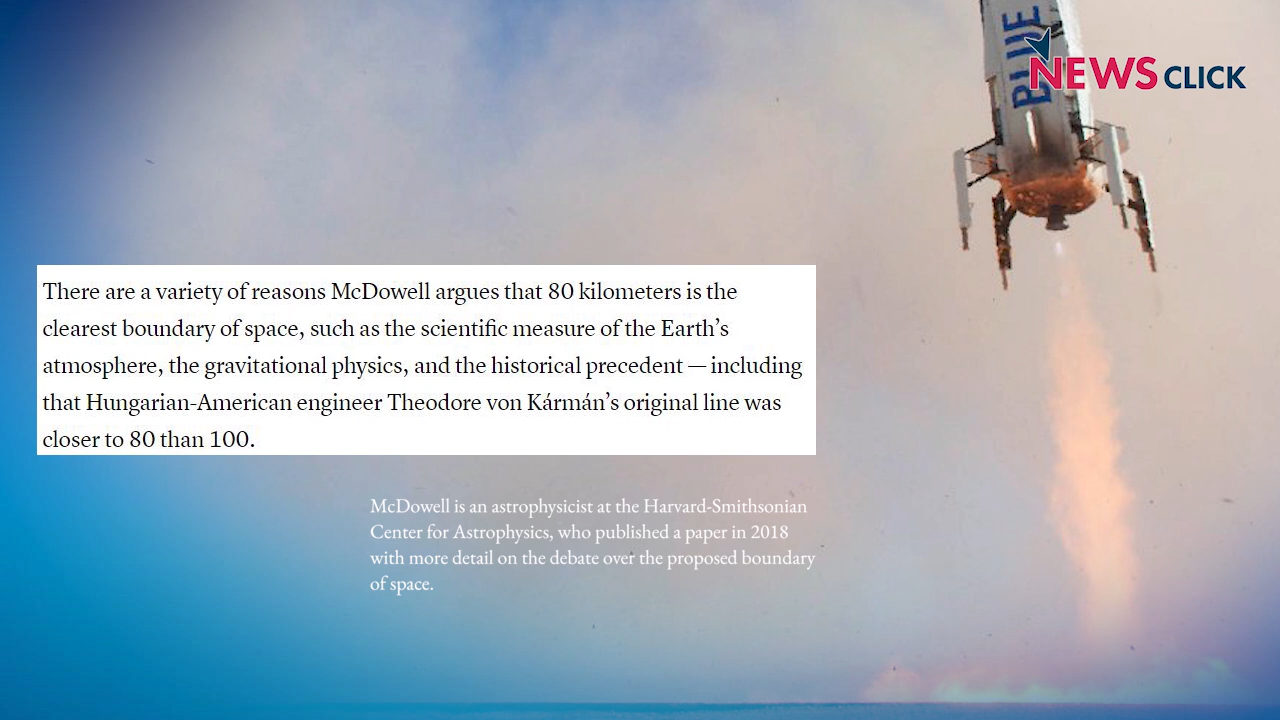 BLUE
NEWS CLICK
There are a variety of reasons McDowell argues that 80 kilometers is the
clearest boundary of space, such as the scientific measure of the Earth’s
atmosphere, the gravitational physics, and the historical precedent — including
that Hungarian-American engineer Theodore von Kármán’s original line was
closer to 80 than 100.
McDowell is an astrophysicist at the Harvard-Smithsonian
Center for Astrophysics, who published a paper in 2018
with more detail on the debate over the proposed boundary
of space.